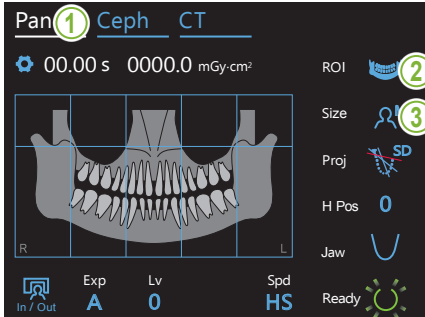 Pan 1 Ceph CT
00.00 s 0000.0 mGy·cm²
ROI 2
Size 3
Proj SD
H Pos 0
R L
Jaw
In / Out
Exp Lv Spd
A 0 HS
Ready